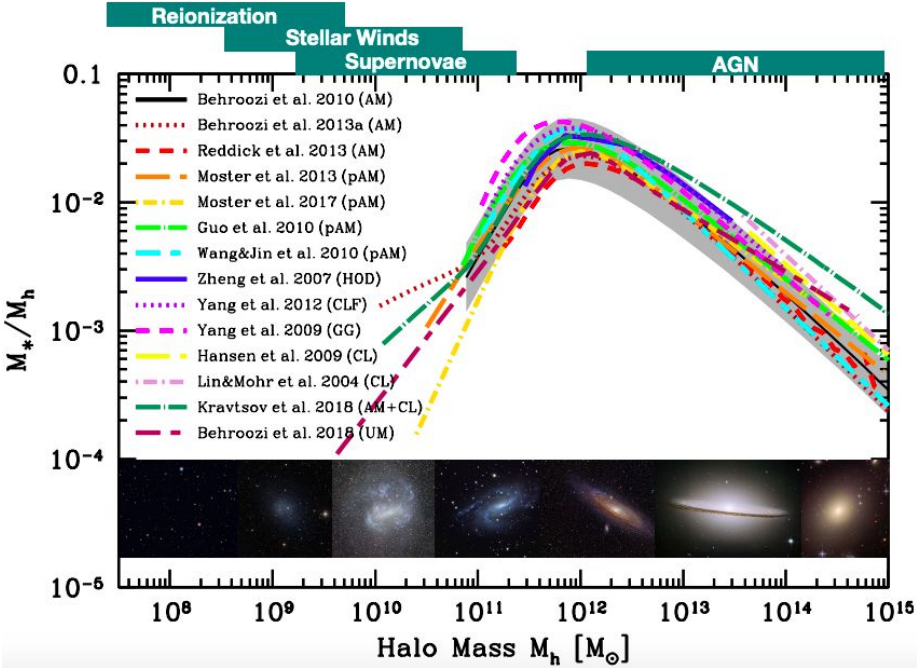 Reionization
Stellar Winds
Supernovae
AGN
0.1
Behroozi et al. 2010 (AM)
Behroozi et al. 2013a (AM)
Reddick et al. 2013 (AM)
Moster et al. 2013 (pAM)
Moster et al. 2017 (pAM)
Guo et al. 2010 (pAM)
Wang&Jin et al. 2010 (pAM)
Zheng et al. 2007 (HOD)
Yang et al. 2012 (CLF)
Yang et al. 2009 (GG)
Hansen et al. 2009 (CL)
Lin&Mohr et al. 2004 (CL)
Kravtsov et al. 2018 (AM+CL)
Behroozi et al. 2018 (UM)
10⁻²
10⁻³
10⁻⁴
10⁻⁵
M*/Mₕ
10⁸ 10⁹ 10¹⁰ 10¹¹ 10¹² 10¹³ 10¹⁴ 10¹⁵
Halo Mass Mₕ [M⊙]